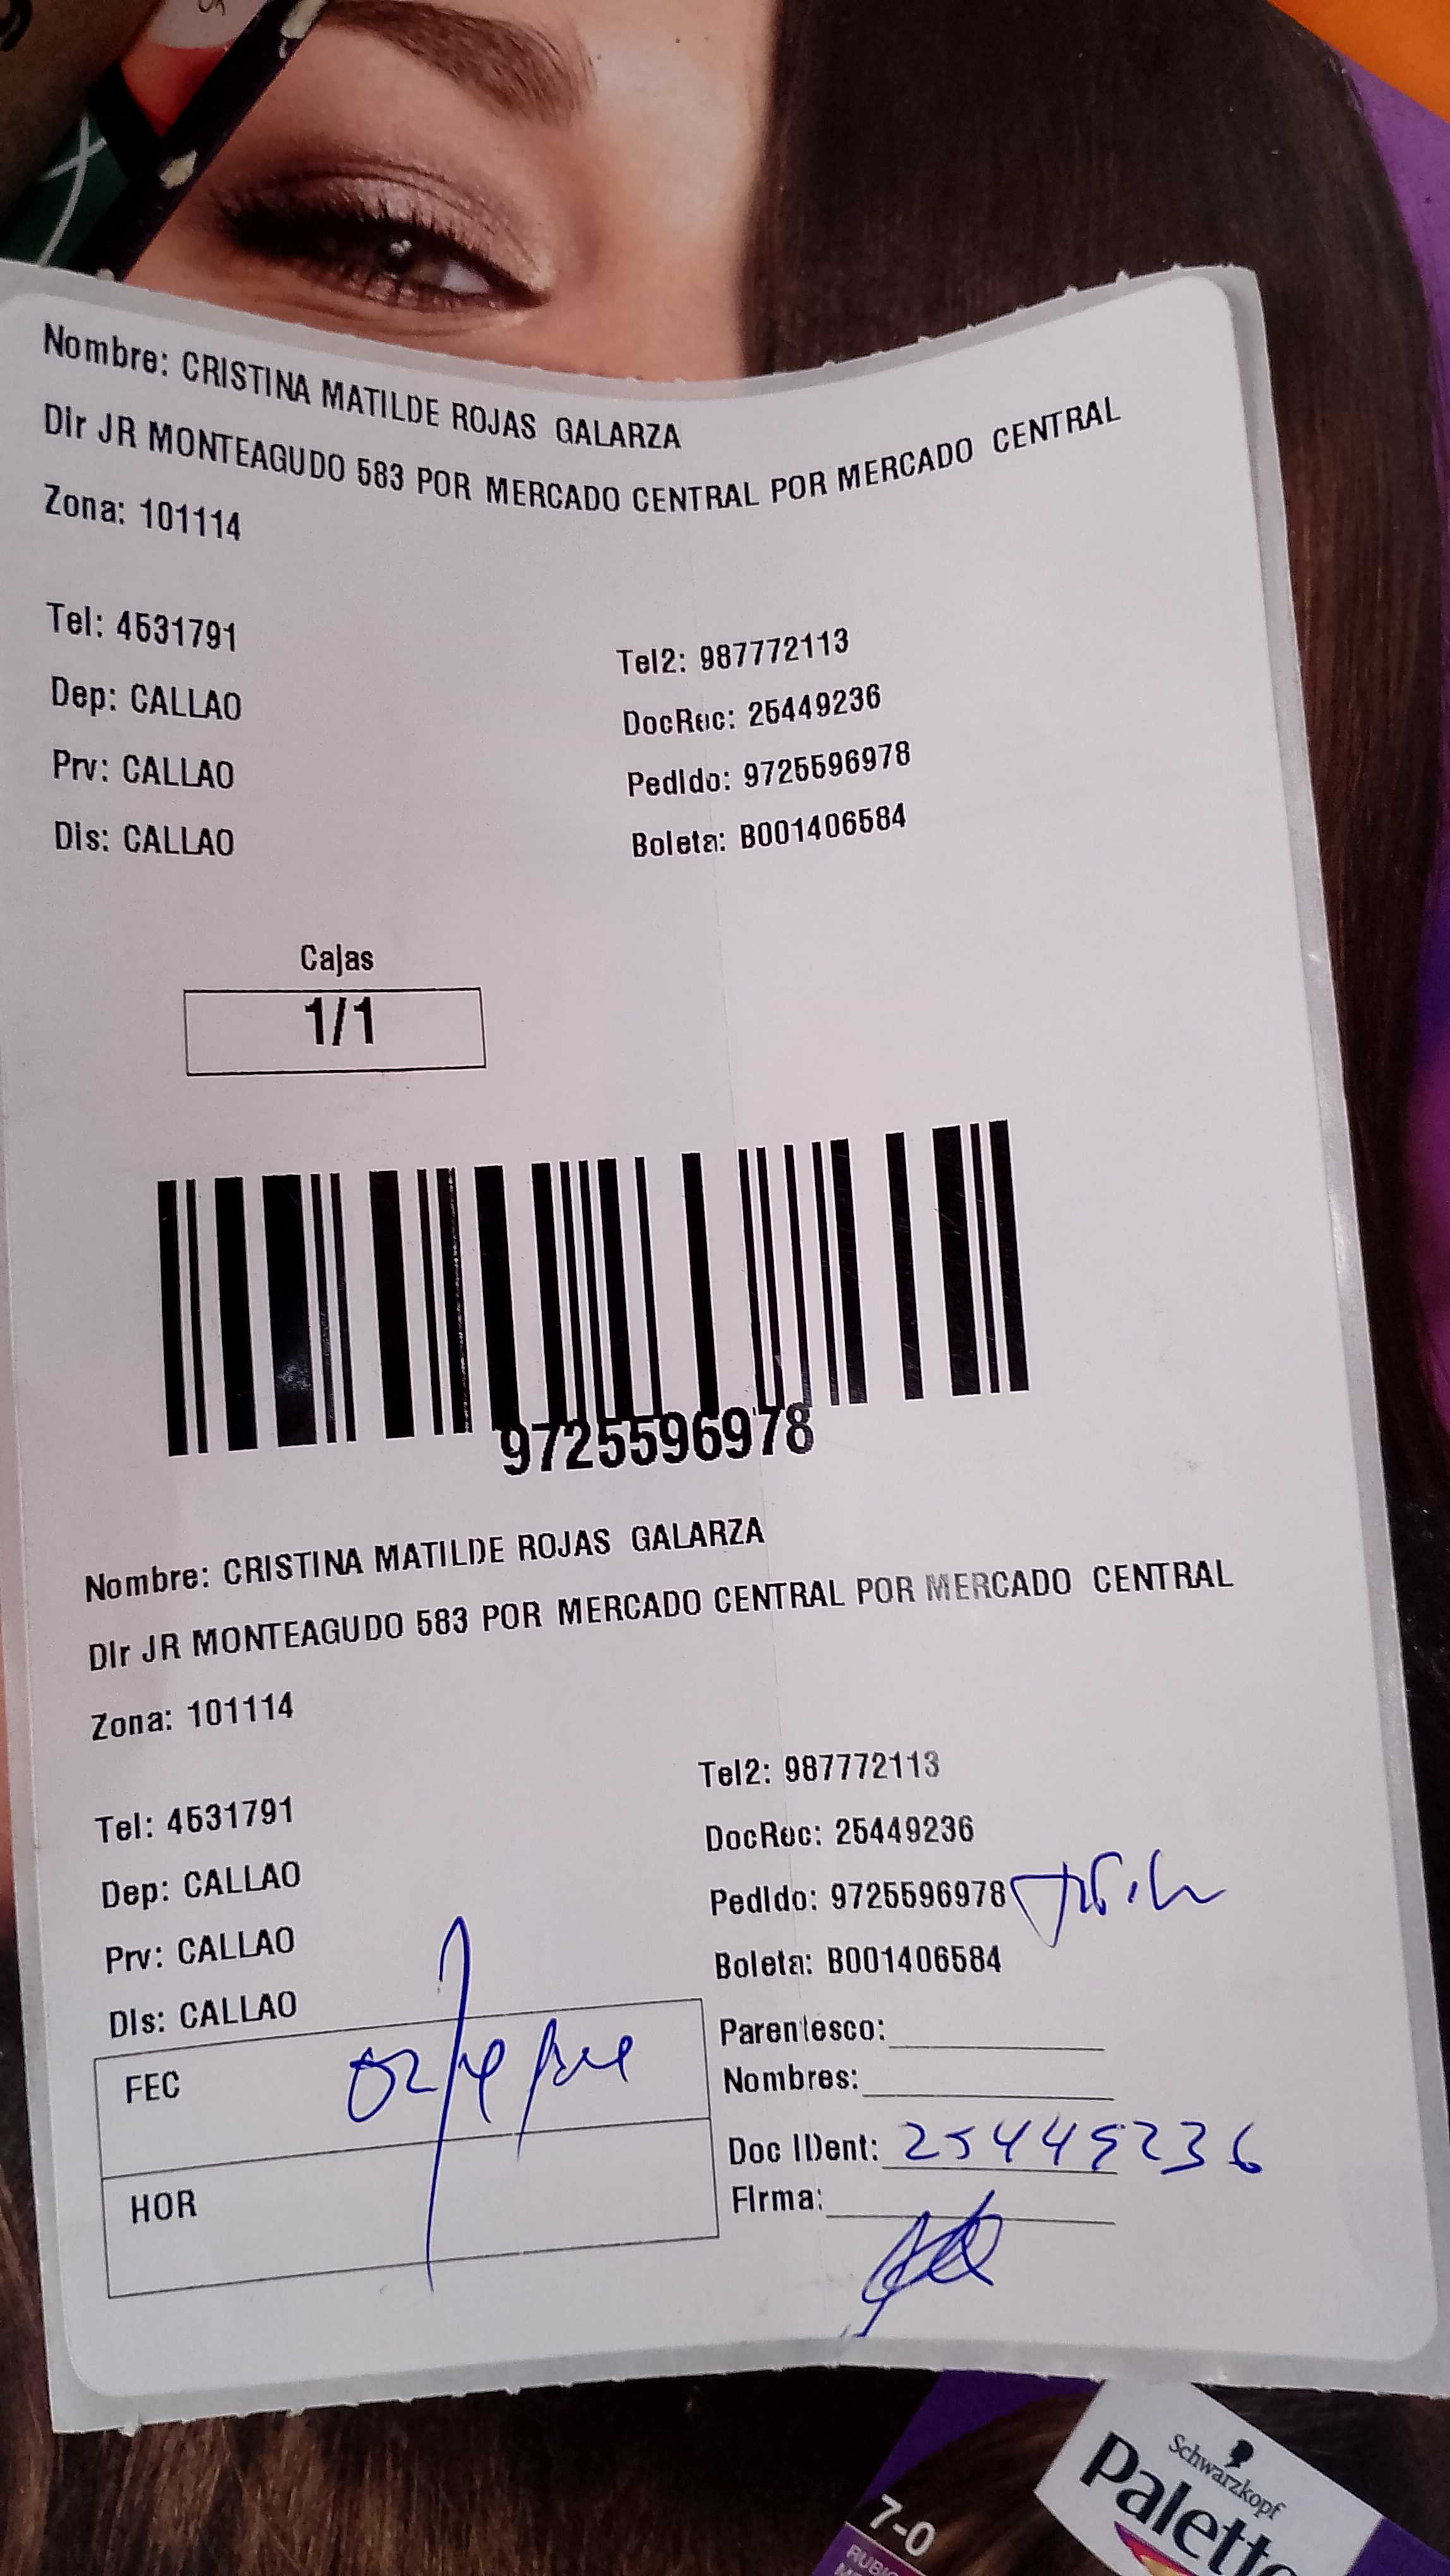 Nombre: CRISTINA MATILDE ROJAS GALARZA
Dir JR MONTEAGUDO 583 POR MERCADO CENTRAL POR MERCADO CENTRAL
Zona: 101114
Tel: 4531791
Tel2: 987772113
Dep: CALLAO
DocRec: 25449236
Prv: CALLAO
Pedido: 9725596978
Dis: CALLAO
Boleta: B001406584
Cajas
1/1
9725596978
Nombre: CRISTINA MATILDE ROJAS GALARZA
Dir JR MONTEAGUDO 583 POR MERCADO CENTRAL POR MERCADO CENTRAL
Zona: 101114
Tel: 4531791
Tel2: 987772113
Dep: CALLAO
DocRec: 25449236
Prv: CALLAO
Pedido: 9725596978
Dis: CALLAO
Boleta: B001406584
FEC
HOR
Parentesco:
Nombres:
Doc IDent: 25449236
Firma:
Schwarzkopf
Palette
7-0